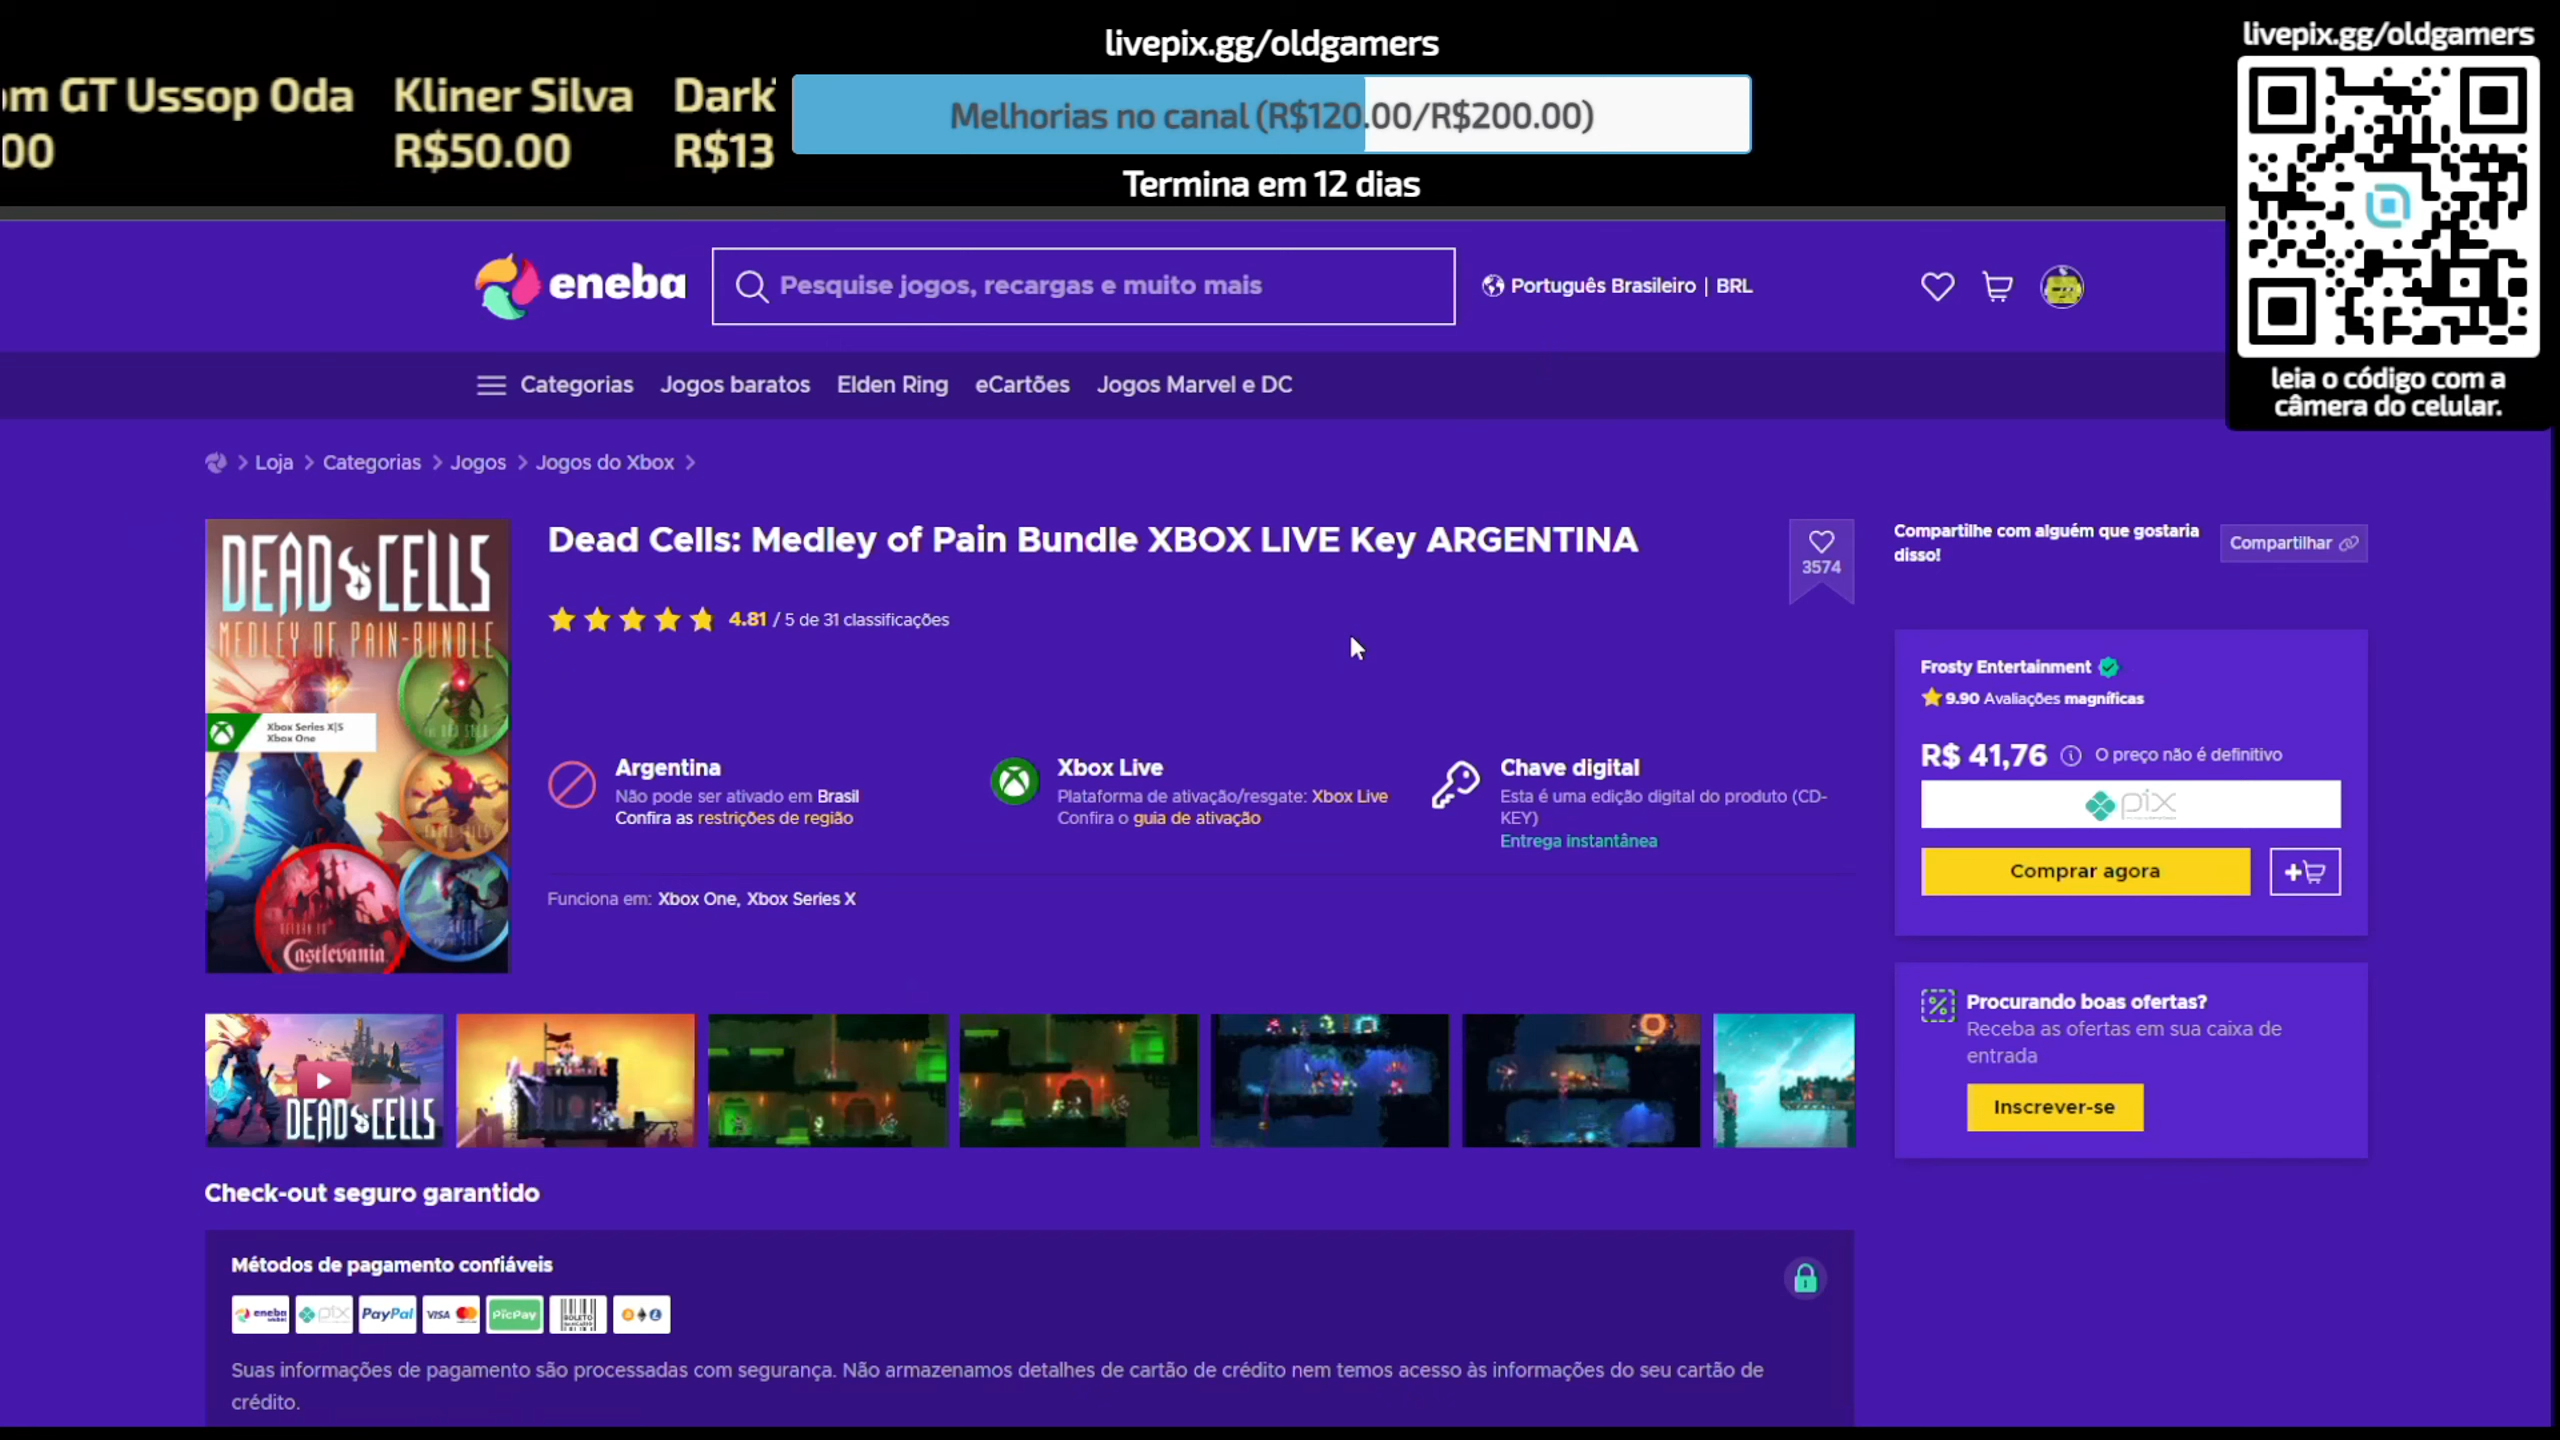 livepix.gg/oldgamers
Melhorias no canal (R$120.00/R$200.00)
Termina em 12 dias
om GT Ussop Oda Kliner Silva Dark
00 R$50.00 R$13
livepix.gg/oldgamers
leia o código com a
câmera do celular.
eneba
Pesquise jogos, recargas e muito mais
Português Brasileiro | BRL
Categorias Jogos baratos Elden Ring eCartões Jogos Marvel e DC
Loja > Categorias > Jogos > Jogos do Xbox >
DEAD CELLS
MEDLEY OF PAIN-BUNDLE
Xbox Series X|S
Xbox One
Castlevania
Dead Cells: Medley of Pain Bundle XBOX LIVE Key ARGENTINA
3574
4.81 / 5 de 31 classificações
Argentina
Não pode ser ativado em Brasil
Confira as restrições de região
Xbox Live
Plataforma de ativação/resgate: Xbox Live
Confira o guia de ativação
Chave digital
Esta é uma edição digital do produto (CD-
KEY)
Entrega instantânea
Funciona em: Xbox One, Xbox Series X
Compartilhe com alguém que gostaria
disso!
Compartilhar
Frosty Entertainment
9.90 Avaliações magníficas
R$ 41,76 O preço não é definitivo
pix
Comprar agora
Procurando boas ofertas?
Receba as ofertas em sua caixa de
entrada
Inscrever-se
DEAD CELLS
Check-out seguro garantido
Métodos de pagamento confiáveis
eneba pix PayPal VISA PicPay BOLETO
Suas informações de pagamento são processadas com segurança. Não armazenamos detalhes de cartão de crédito nem temos acesso às informações do seu cartão de
crédito.